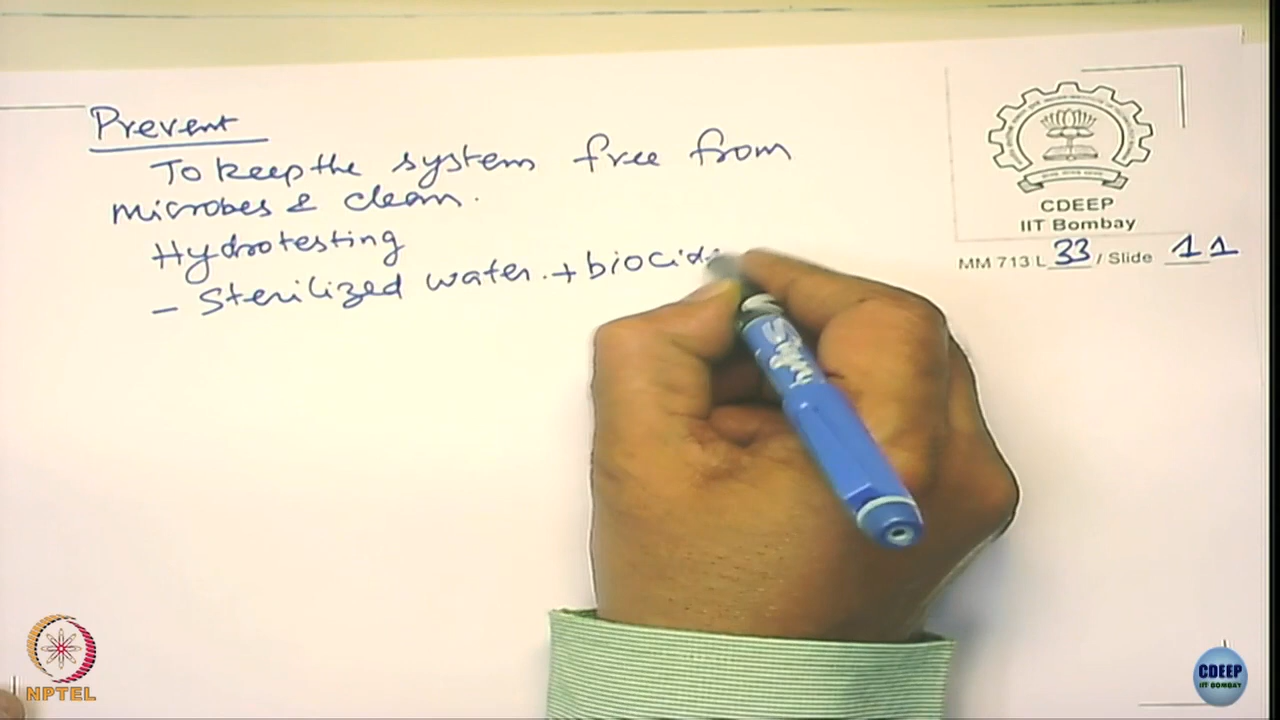 Prevent
To keep the system free from
microbes & clean.
Hydrotesting
- Sterilized water + biocid
CDEEP
IIT Bombay
MM 713 L 33 / Slide 11
NPTEL
CDEEP
IIT BOMBAY